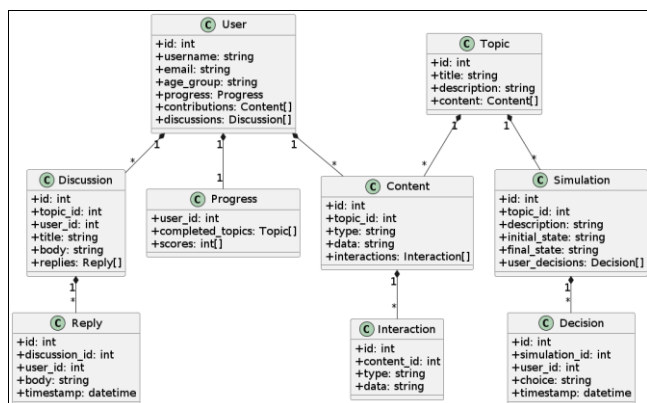 C User
+id: int
+username: string
+email: string
+age_group: string
+progress: Progress
+contributions: Content[]
+discussions: Discussion[]
C Topic
+id: int
+title: string
+description: string
+content: Content[]
1 1 1
1 1
* 1 * * *
C Discussion
+id: int
+topic_id: int
+user_id: int
+title: string
+body: string
+replies: Reply[]
C Progress
+user_id: int
+completed_topics: Topic[]
+scores: int[]
C Content
+id: int
+topic_id: int
+type: string
+data: string
+interactions: Interaction[]
C Simulation
+id: int
+topic_id: int
+description: string
+initial_state: string
+final_state: string
+user_decisions: Decision[]
1 1 1
* * *
C Reply
+id: int
+discussion_id: int
+user_id: int
+body: string
+timestamp: datetime
C Interaction
+id: int
+content_id: int
+type: string
+data: string
C Decision
+id: int
+simulation_id: int
+user_id: int
+choice: string
+timestamp: datetime